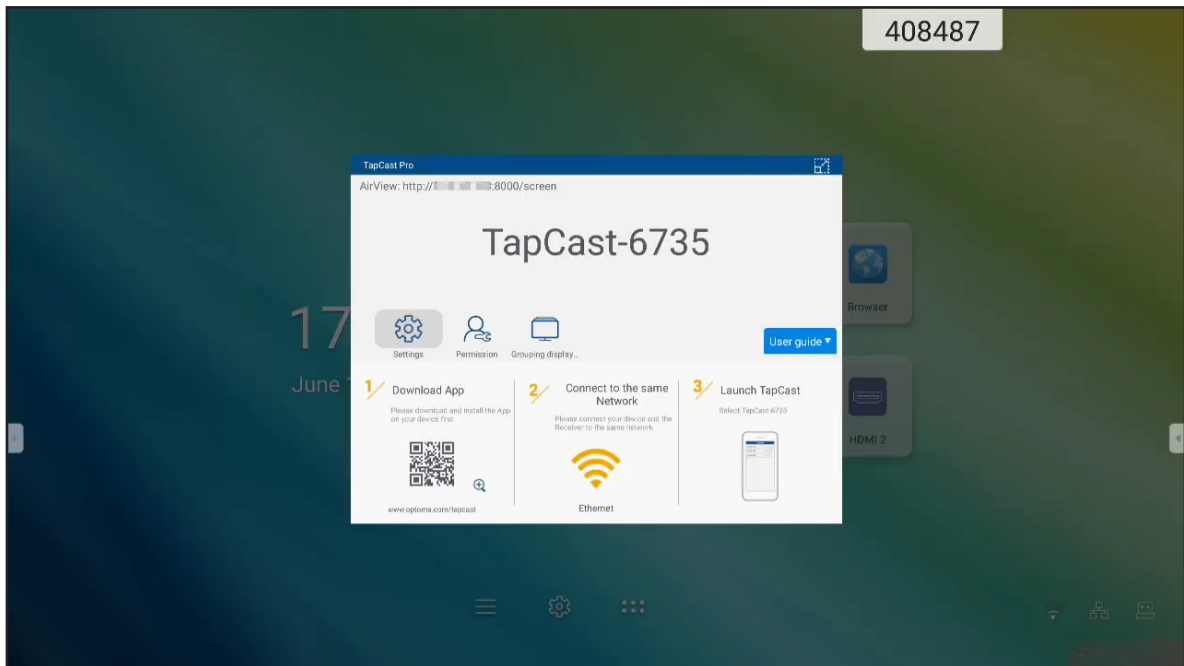 408487
TapCast Pro
AirView: http:// :8000/screen
TapCast-6735
17
Browser
Settings
Permission
Grouping display..
User guide
June
HDMI 2
1/ Download App
Please download and install the App
on your device first
www.optoma.com/tapcast
2/ Connect to the same
Network
Please connect your device and the
Receiver to the same network.
Ethernet
3/ Launch TapCast
Select TapCast-6735